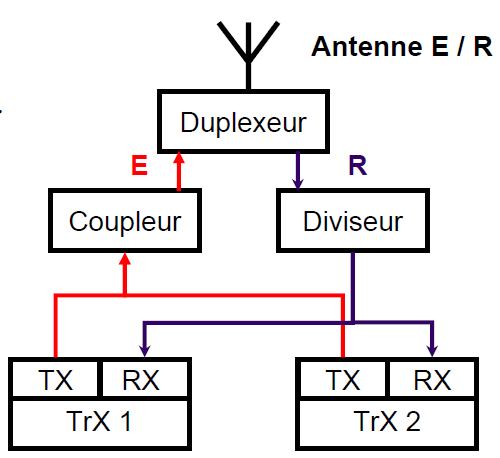 Antenne E / R
Duplexeur
E
R
Coupleur
Diviseur
TX
RX
TX
RX
TrX 1
TrX 2